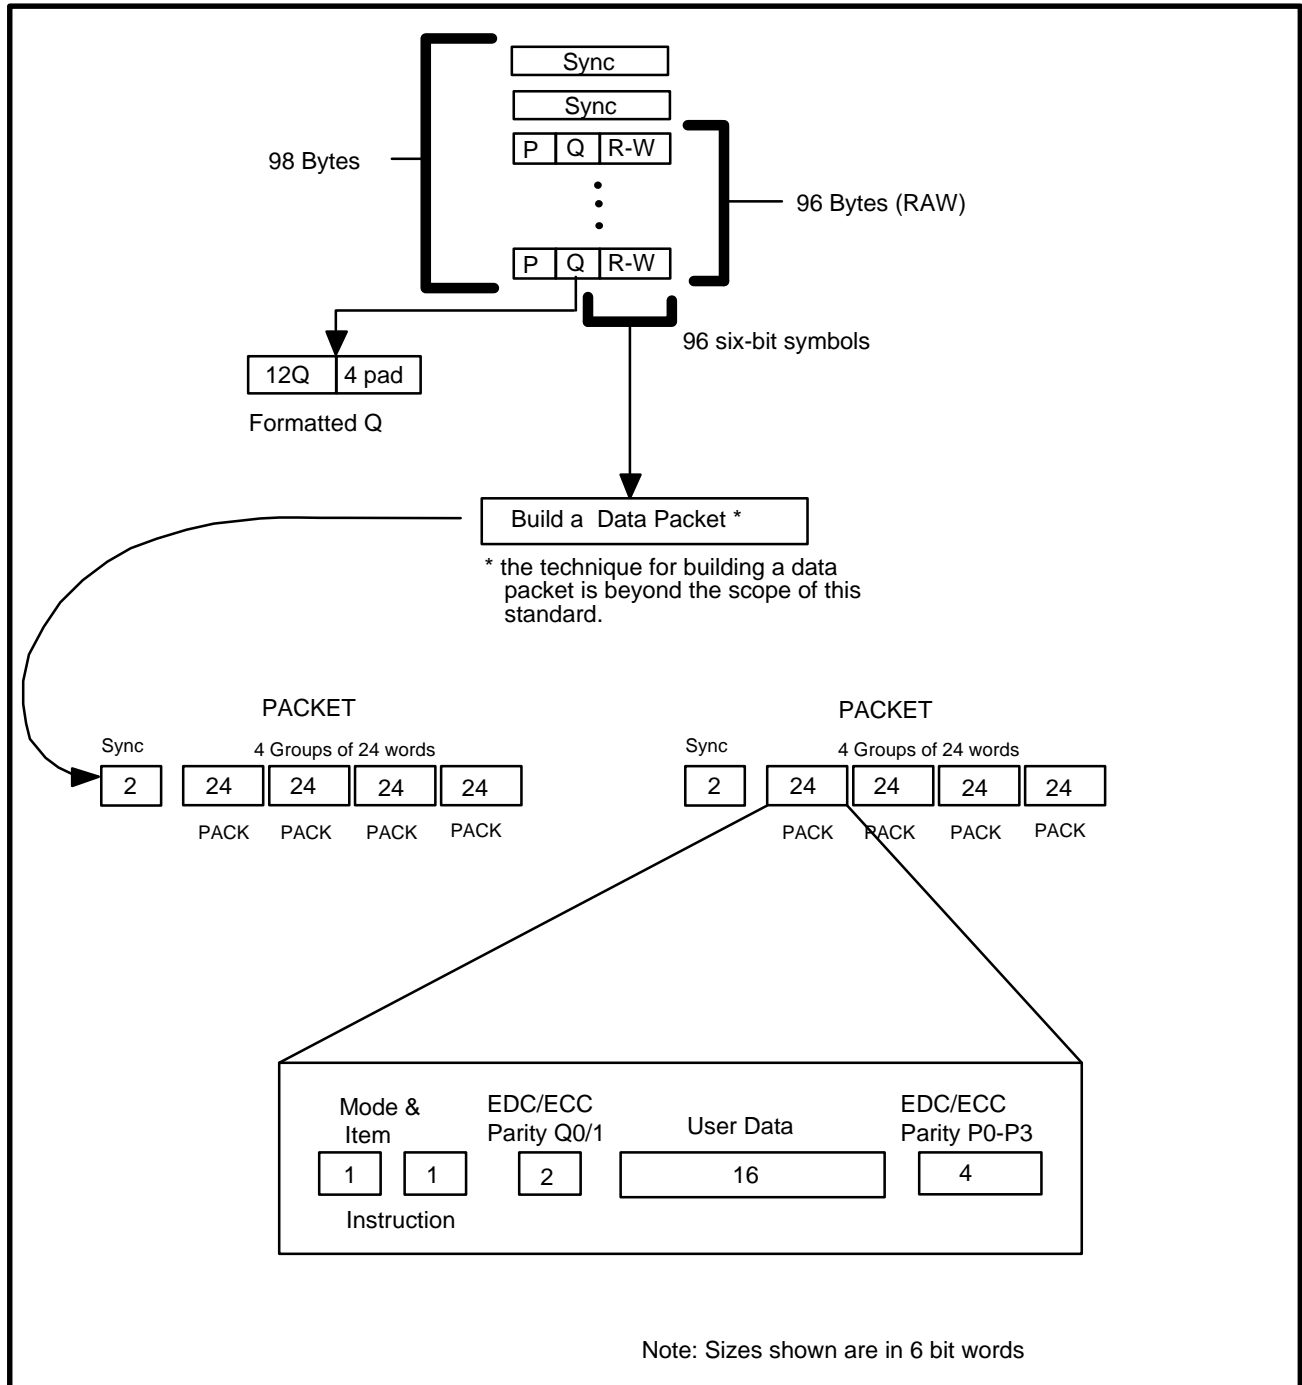 Sync
Sync
P Q R-W
98 Bytes
96 Bytes (RAW)
P Q R-W
96 six-bit symbols
12Q 4 pad
Formatted Q
Build a Data Packet *
* the technique for building a data
packet is beyond the scope of this
standard.
PACKET
Sync 4 Groups of 24 words
2 24 24 24 24
PACK PACK PACK PACK
PACKET
Sync 4 Groups of 24 words
2 24 24 24 24
PACK PACK PACK PACK
Mode &
Item
1 1
Instruction
EDC/ECC
Parity Q0/1
2
User Data
16
EDC/ECC
Parity P0-P3
4
Note: Sizes shown are in 6 bit words